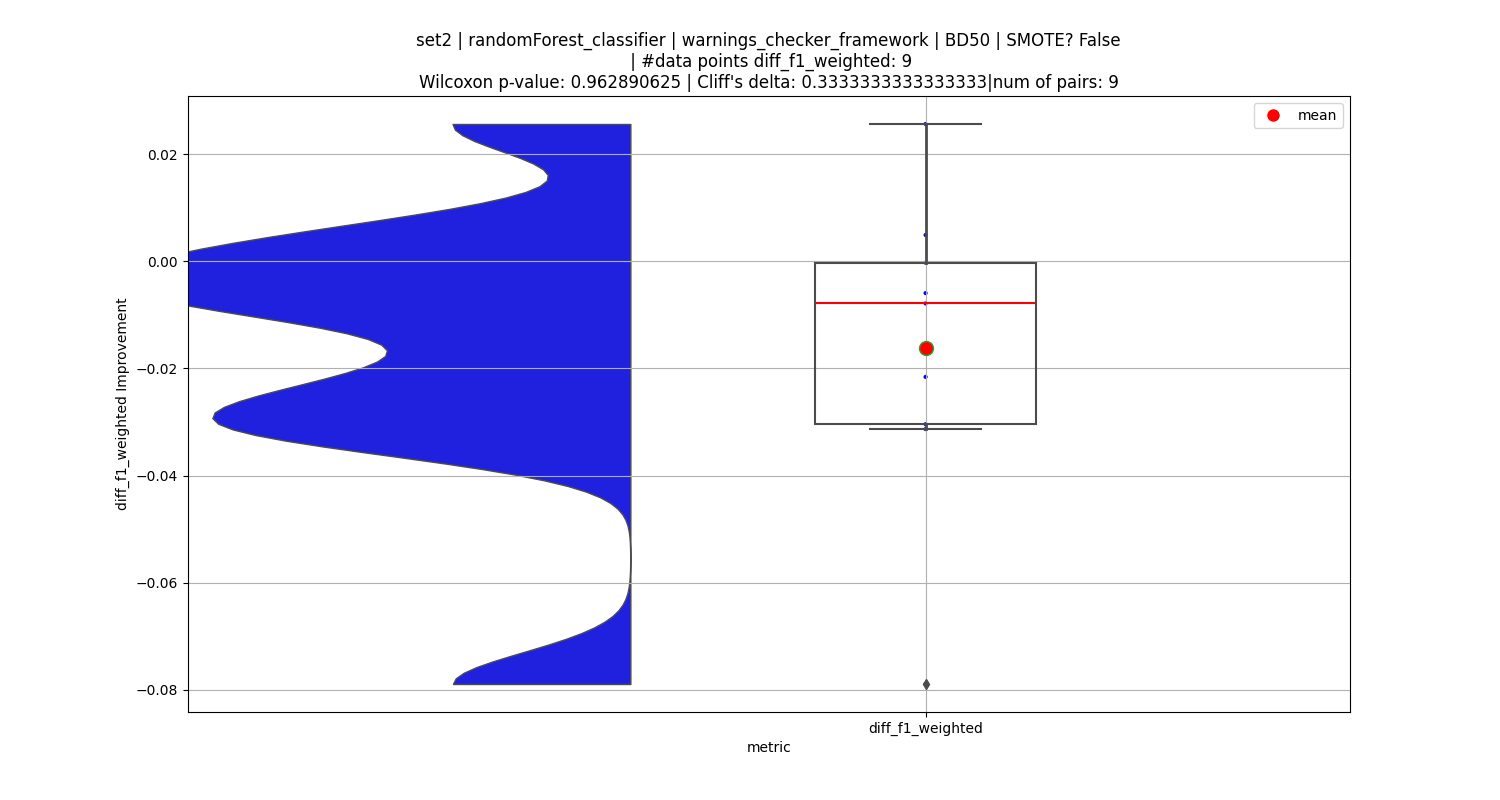 set2 | randomForest_classifier | warnings_checker_framework | BD50 | SMOTE? False
| #data points diff_f1_weighted: 9
Wilcoxon p-value: 0.962890625 | Cliff's delta: 0.3333333333333333|num of pairs: 9
mean
0.02
0.00
−0.02
−0.04
−0.06
−0.08
diff_f1_weighted Improvement
diff_f1_weighted
metric